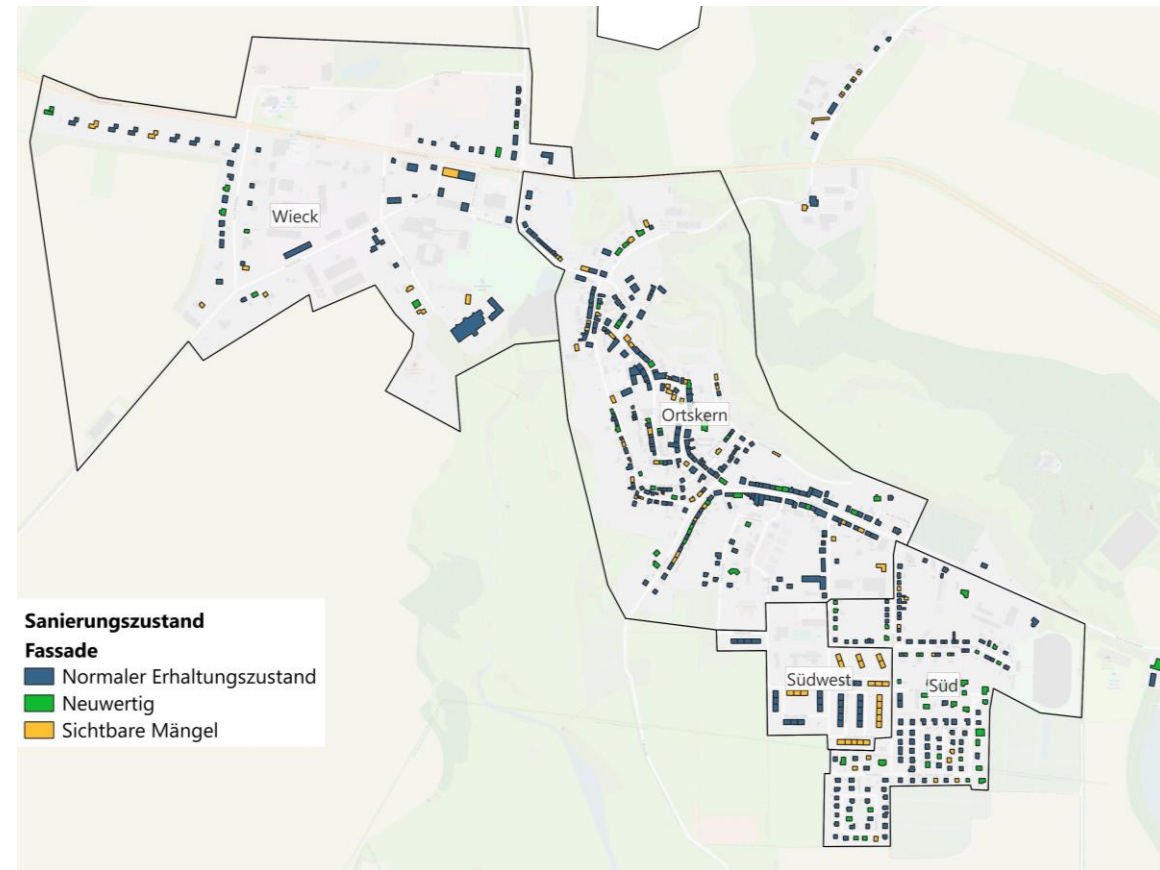 Wieck
Ortskern
Südwest
Süd
Sanierungszustand
Fassade
Normaler Erhaltungszustand
Neuwertig
Sichtbare Mängel